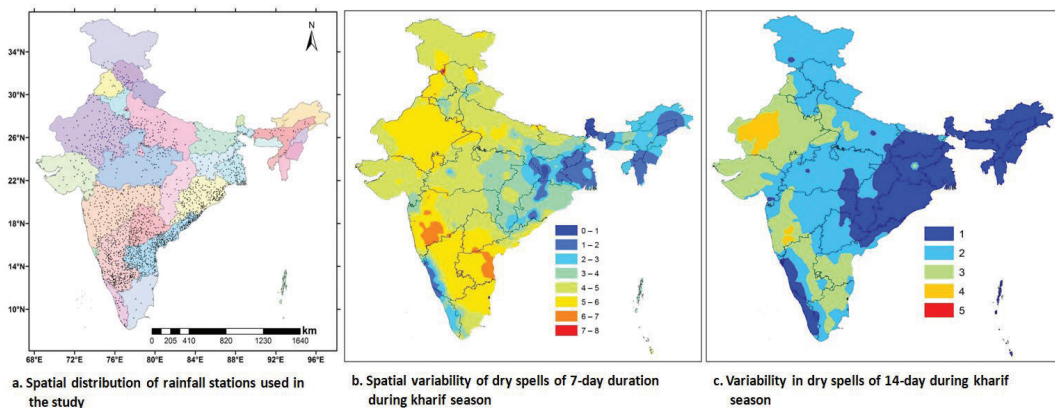 N
34°N
30°N
26°N
22°N
18°N
14°N
10°N
km
0 205 410 820 1230 1640
68°E 72°E 76°E 80°E 84°E 88°E 92°E 96°E
a. Spatial distribution of rainfall stations used in
the study
0 – 1
1 – 2
2 – 3
3 – 4
4 – 5
5 – 6
6 – 7
7 – 8
b. Spatial variability of dry spells of 7-day duration
during kharif season
1
2
3
4
5
c. Variability in dry spells of 14-day during kharif
season